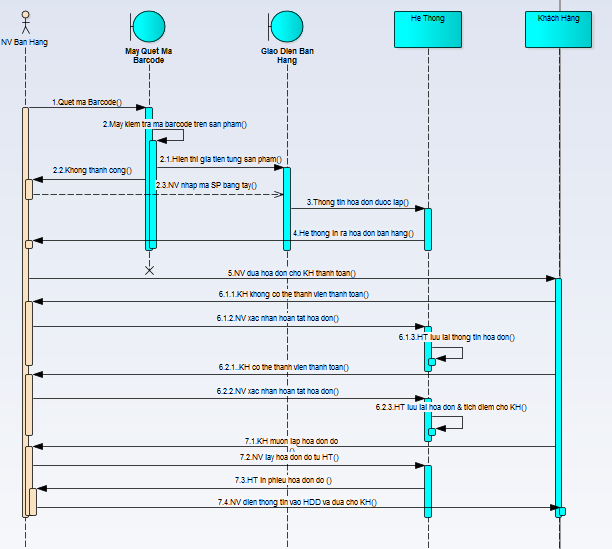 NV Ban Hang
May Quet Ma
Barcode
Giao Dien Ban
Hang
He Thong
Khách Hàng
1.Quet ma Barcode()
2.May kiem tra ma barcode tren san pham()
2.1.Hien thi gia tien tung san pham()
2.2.Khong thanh cong()
2.3.NV nhap ma SP bang tay()
3.Thong tin hoa don duoc lap()
4.He thong in ra hoa don ban hang()
5.NV dua hoa don cho KH thanh toan()
6.1.1.KH khong co the thanh vien thanh toan()
6.1.2.NV xac nhan hoan tat hoa don()
6.1.3.HT luu lai thong tin hoa don()
6.2.1..KH co the thanh vien thanh toan()
6.2.2.NV xac nhan hoan tat hoa don()
6.2.3.HT luu lai hoa don & tich diem cho KH()
7.1.KH muon lap hoa don do
()
7.2.NV lay hoa don do tu HT()
7.3.HT in phieu hoa don do ()
7.4.NV dien thong tin vao HDD va dua cho KH()